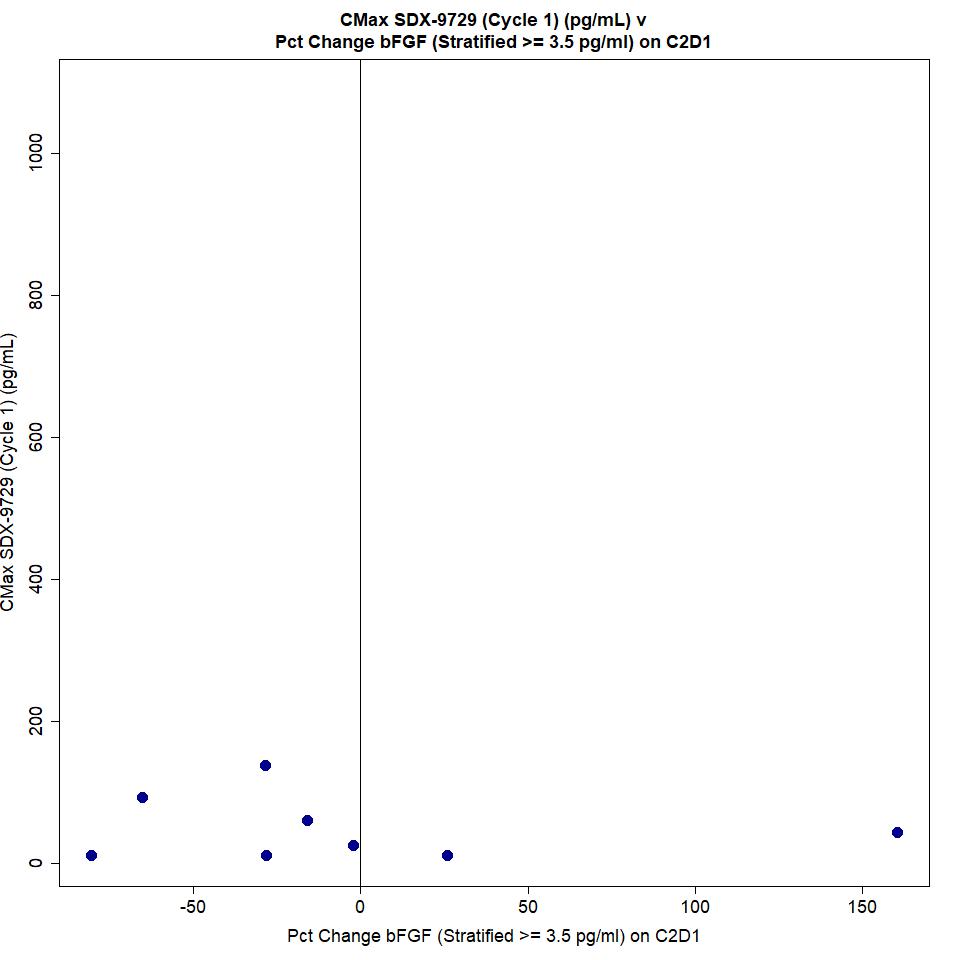 CMax SDX-9729 (Cycle 1) (pg/mL) v
Pct Change bFGF (Stratified >= 3.5 pg/ml) on C2D1
CMax SDX-9729 (Cycle 1) (pg/mL)
1000
800
600
400
200
0
-50
0
50
100
150
Pct Change bFGF (Stratified >= 3.5 pg/ml) on C2D1